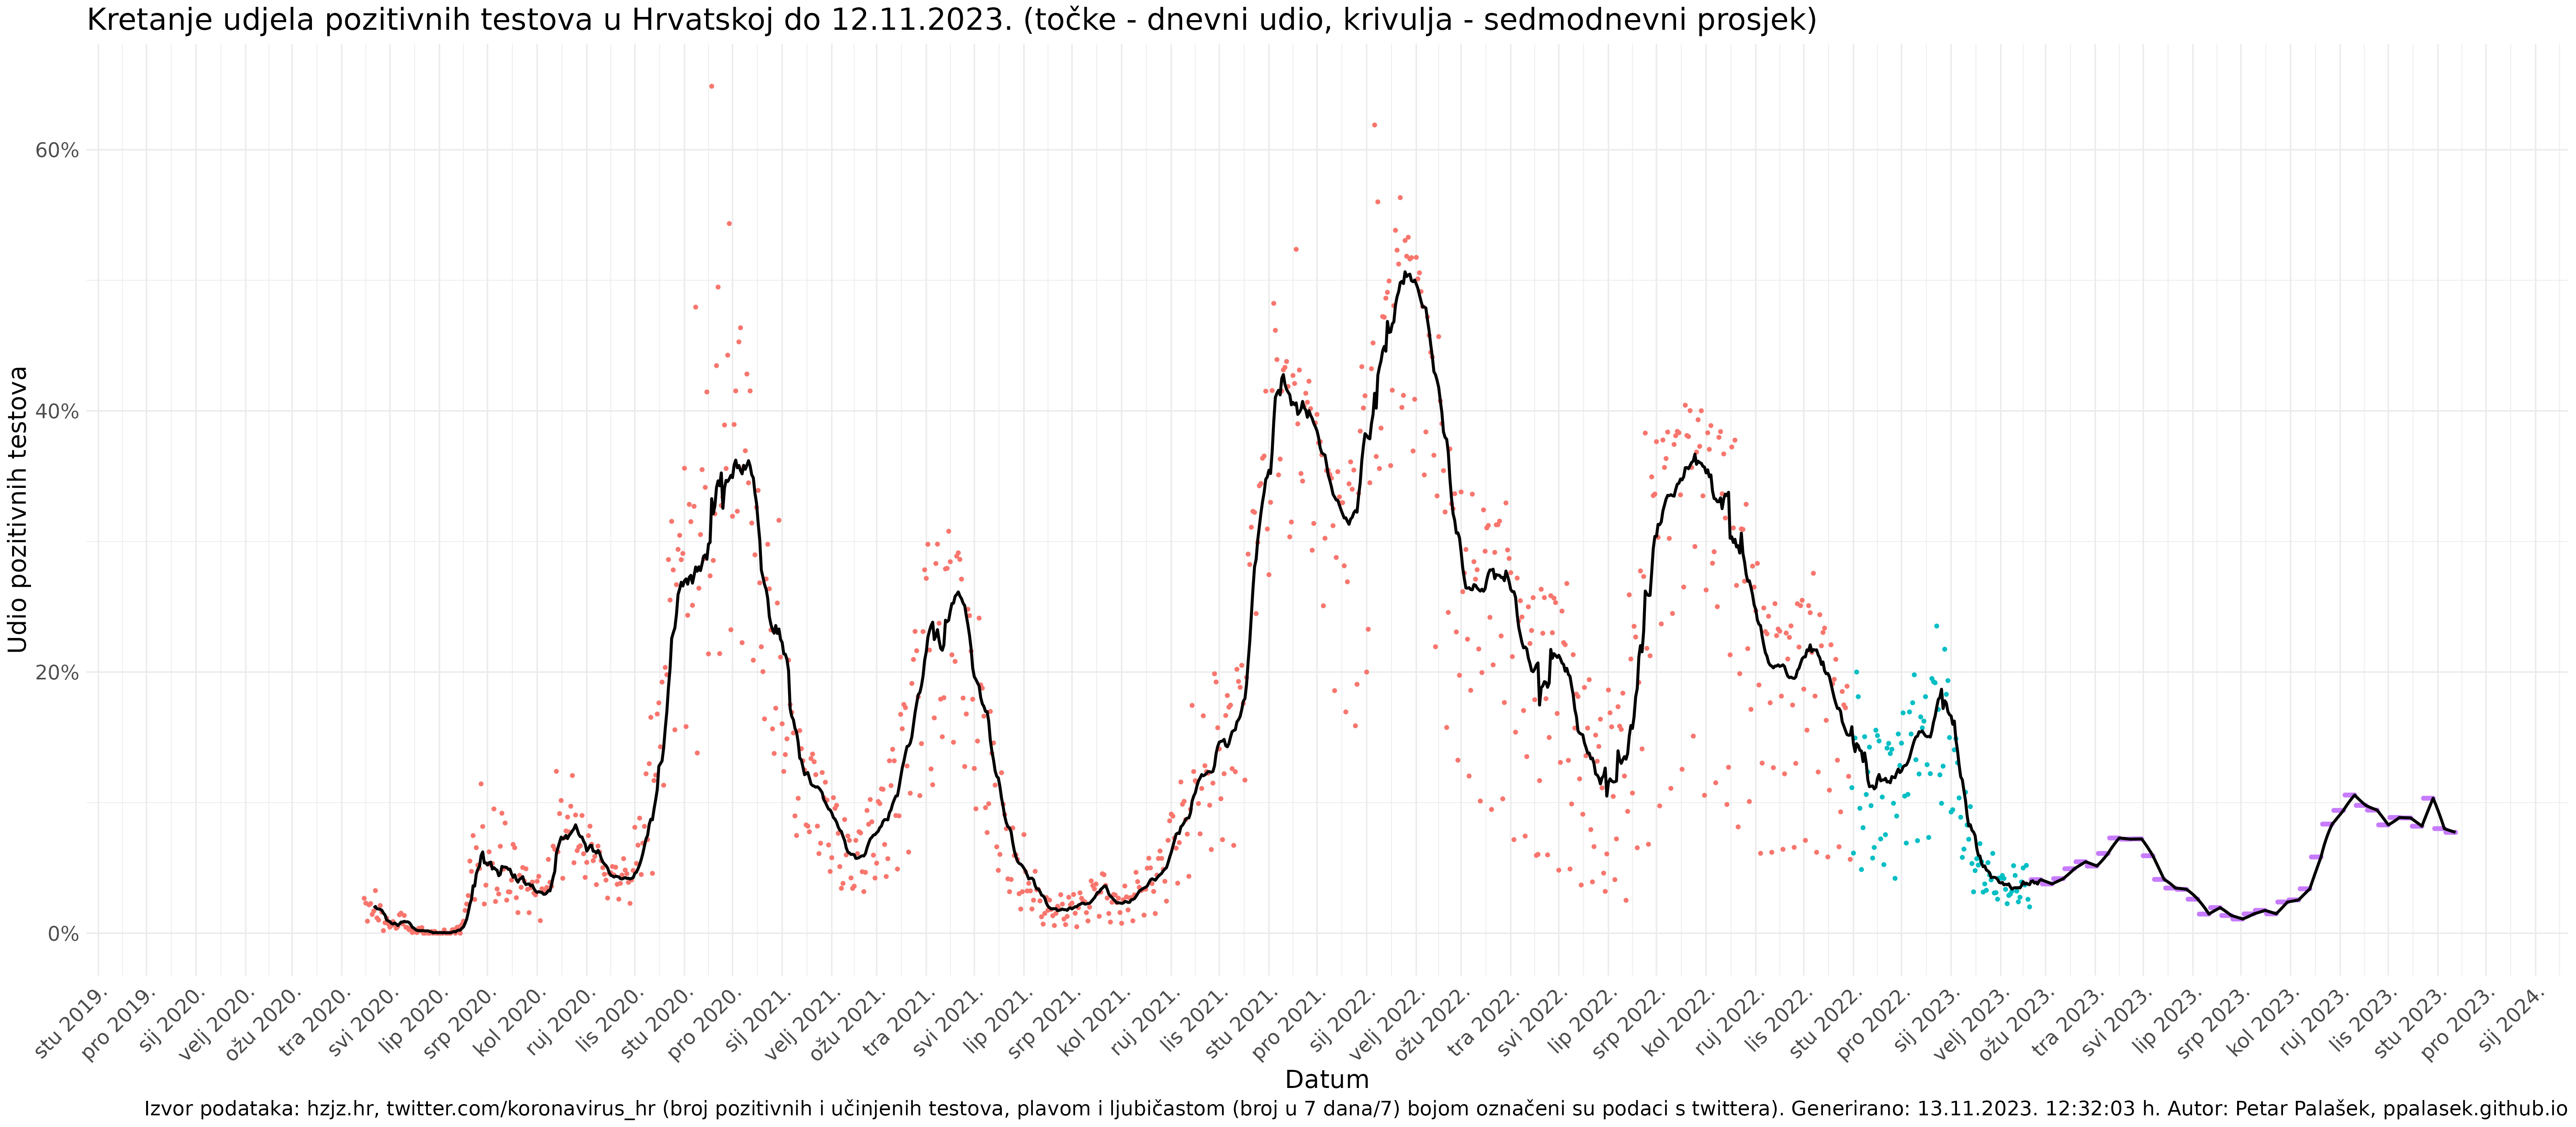 Kretanje udjela pozitivnih testova u Hrvatskoj do 12.11.2023. (točke - dnevni udio, krivulja - sedmodnevni prosjek)
Udio pozitivnih testova
60%
40%
20%
0%
stu 2019.
pro 2019.
sij 2020.
velj 2020.
ožu 2020.
tra 2020.
svi 2020.
lip 2020.
srp 2020.
kol 2020.
ruj 2020.
lis 2020.
stu 2020.
pro 2020.
sij 2021.
velj 2021.
ožu 2021.
tra 2021.
svi 2021.
lip 2021.
srp 2021.
kol 2021.
ruj 2021.
lis 2021.
stu 2021.
pro 2021.
sij 2022.
velj 2022.
ožu 2022.
tra 2022.
svi 2022.
lip 2022.
srp 2022.
kol 2022.
ruj 2022.
lis 2022.
stu 2022.
pro 2022.
sij 2023.
velj 2023.
ožu 2023.
tra 2023.
svi 2023.
lip 2023.
srp 2023.
kol 2023.
ruj 2023.
lis 2023.
stu 2023.
pro 2023.
sij 2024.
Datum
Izvor podataka: hzjz.hr, twitter.com/koronavirus_hr (broj pozitivnih i učinjenih testova, plavom i ljubičastom (broj u 7 dana/7) bojom označeni su podaci s twittera). Generirano: 13.11.2023. 12:32:03 h. Autor: Petar Palašek, ppalasek.github.io